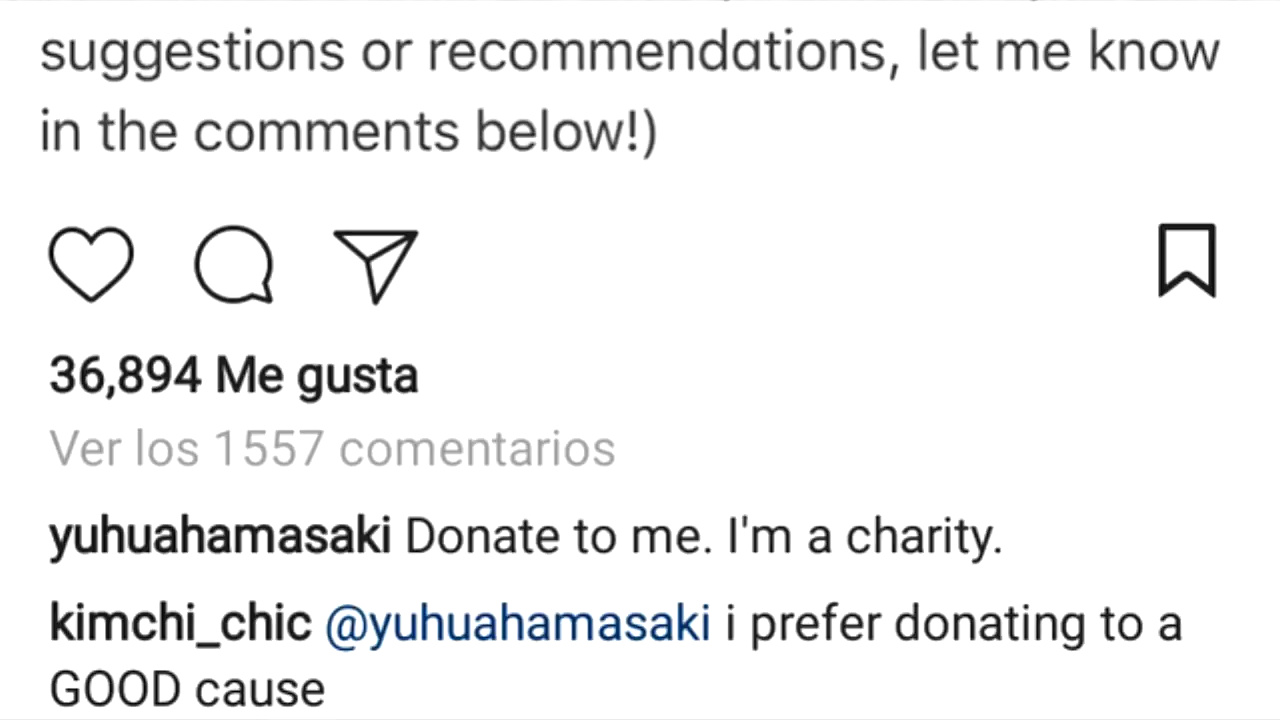 suggestions or recommendations, let me know
in the comments below!)
36,894 Me gusta
Ver los 1557 comentarios
yuhuahamasaki Donate to me. I'm a charity.
kimchi_chic @yuhuahamasaki i prefer donating to a
GOOD cause